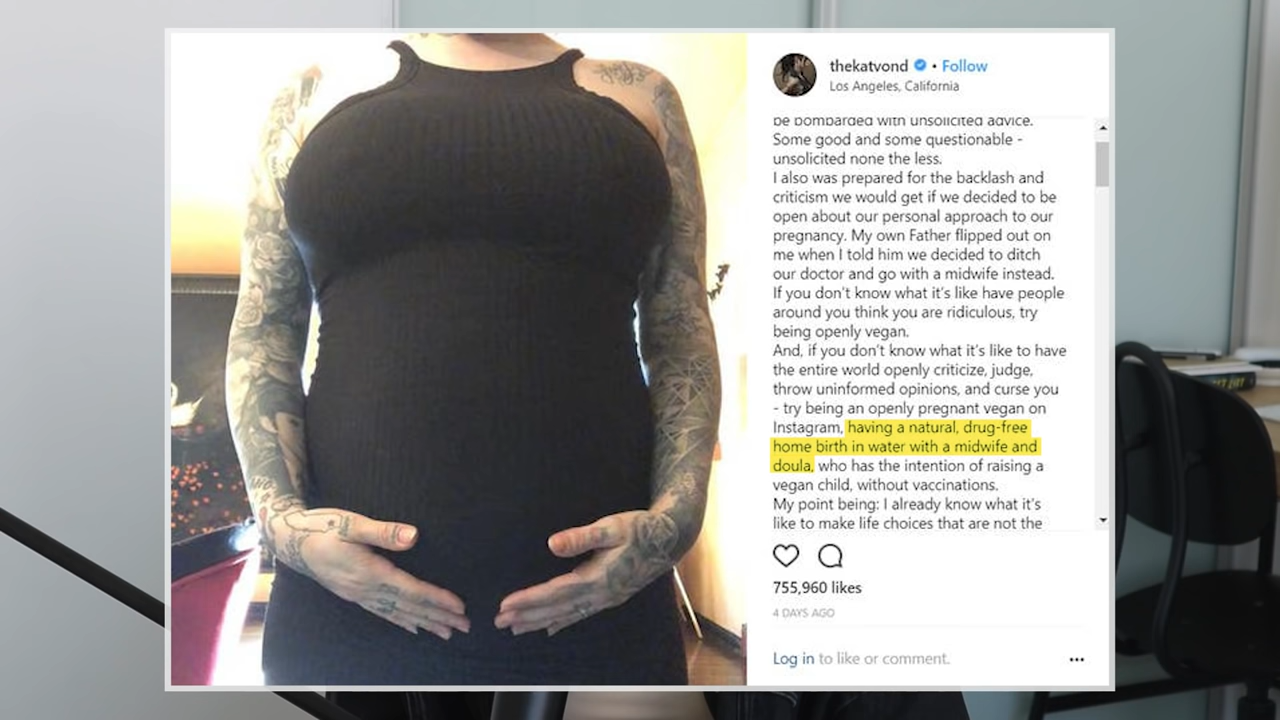 thekatvond • Follow
Los Angeles, California
be bombarded with unsolicited advice.
Some good and some questionable -
unsolicited none the less.
I also was prepared for the backlash and
criticism we would get if we decided to be
open about our personal approach to our
pregnancy. My own Father flipped out on
me when I told him we decided to ditch
our doctor and go with a midwife instead.
If you don't know what it's like have people
around you think you are ridiculous, try
being openly vegan.
And, if you don't know what it's like to have
the entire world openly criticize, judge,
throw uninformed opinions, and curse you
- try being an openly pregnant vegan on
Instagram, having a natural, drug-free
home birth in water with a midwife and
doula, who has the intention of raising a
vegan child, without vaccinations.
My point being: I already know what it's
like to make life choices that are not the
755,960 likes
4 DAYS AGO
Log in to like or comment.